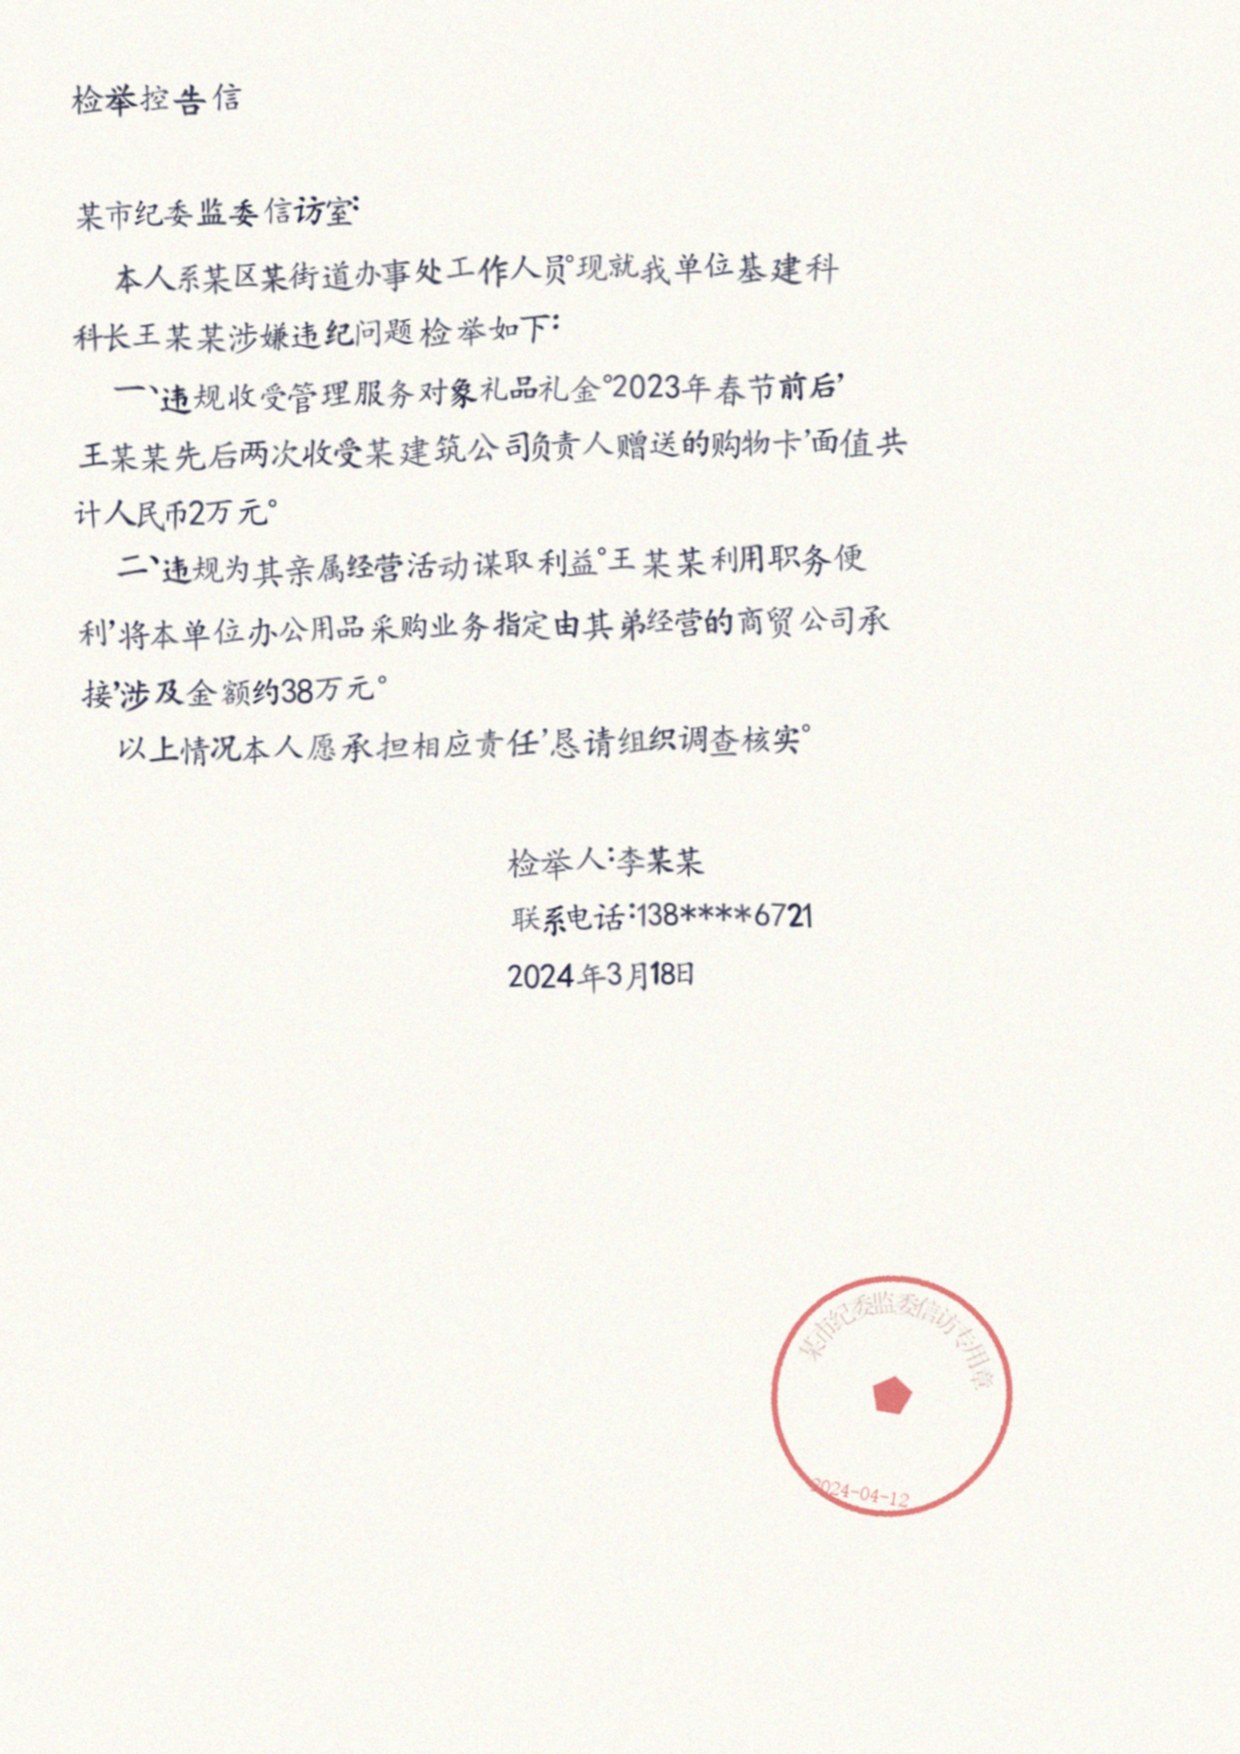 检举控告信
某市纪委监委信访室：
本人系某区某街道办事处工作人员。现就我单位基建科
科长王某某涉嫌违纪问题检举如下：
一、违规收受管理服务对象礼品礼金。2023年春节前后，
王某某先后两次收受某建筑公司负责人赠送的购物卡，面值共
计人民币2万元。
二、违规为其亲属经营活动谋取利益。王某某利用职务便
利，将本单位办公用品采购业务指定由其弟经营的商贸公司承
接，涉及金额约38万元。
以上情况本人愿承担相应责任，恳请组织调查核实。
检举人：李某某
联系电话：138****6721
2024年3月18日
某市纪委监委信访专用章
2024-04-12